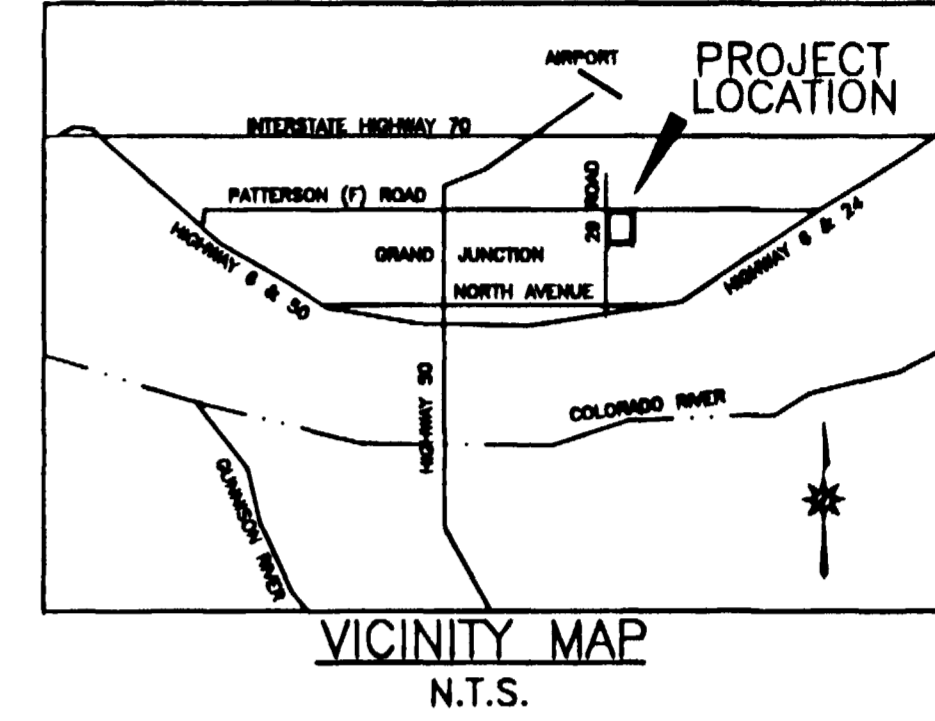 AIRPORT
PROJECT
LOCATION
INTERSTATE HIGHWAY 70
PATTERSON (F) ROAD
29 ROAD
HIGHWAY 6 & 50
GRAND JUNCTION
HIGHWAY 6 & 24
NORTH AVENUE
HIGHWAY 50
COLORADO RIVER
GUNNISON RIVER
VICINITY MAP
N.T.S.